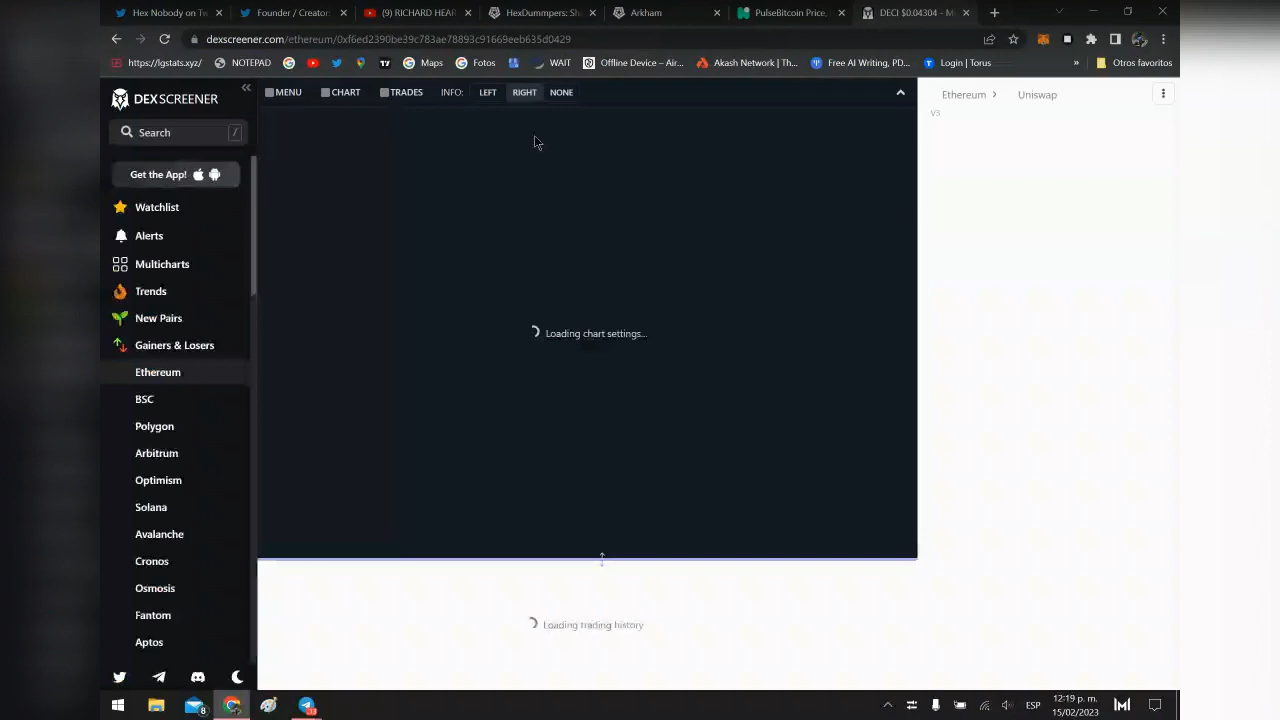 Hex Nobody on Tw
Founder / Creator
(9) RICHARD HEAR
HexDummpers: Sh
Arkham
PulseBitcoin Price,
DECI $0.04304 - M
dexscreener.com/ethereum/0xf6ed2390be39c783ae78893c91669eeb635d0429
https://lgstats.xyz/
NOTEPAD
Maps
Fotos
WAIT
Offline Device – Air...
Akash Network | Th...
Free AI Writing, PD...
Login | Torus
»
Otros favoritos
DEX SCREENER
«
MENU
CHART
TRADES
INFO:
LEFT
RIGHT
NONE
Ethereum
Uniswap
V3
Search
/
Get the App!
Watchlist
Alerts
Multicharts
Trends
New Pairs
Gainers & Losers
Ethereum
BSC
Polygon
Arbitrum
Optimism
Solana
Avalanche
Cronos
Osmosis
Fantom
Aptos
Loading chart settings...
Loading trading history
8
ESP
12:19 p. m.
15/02/2023